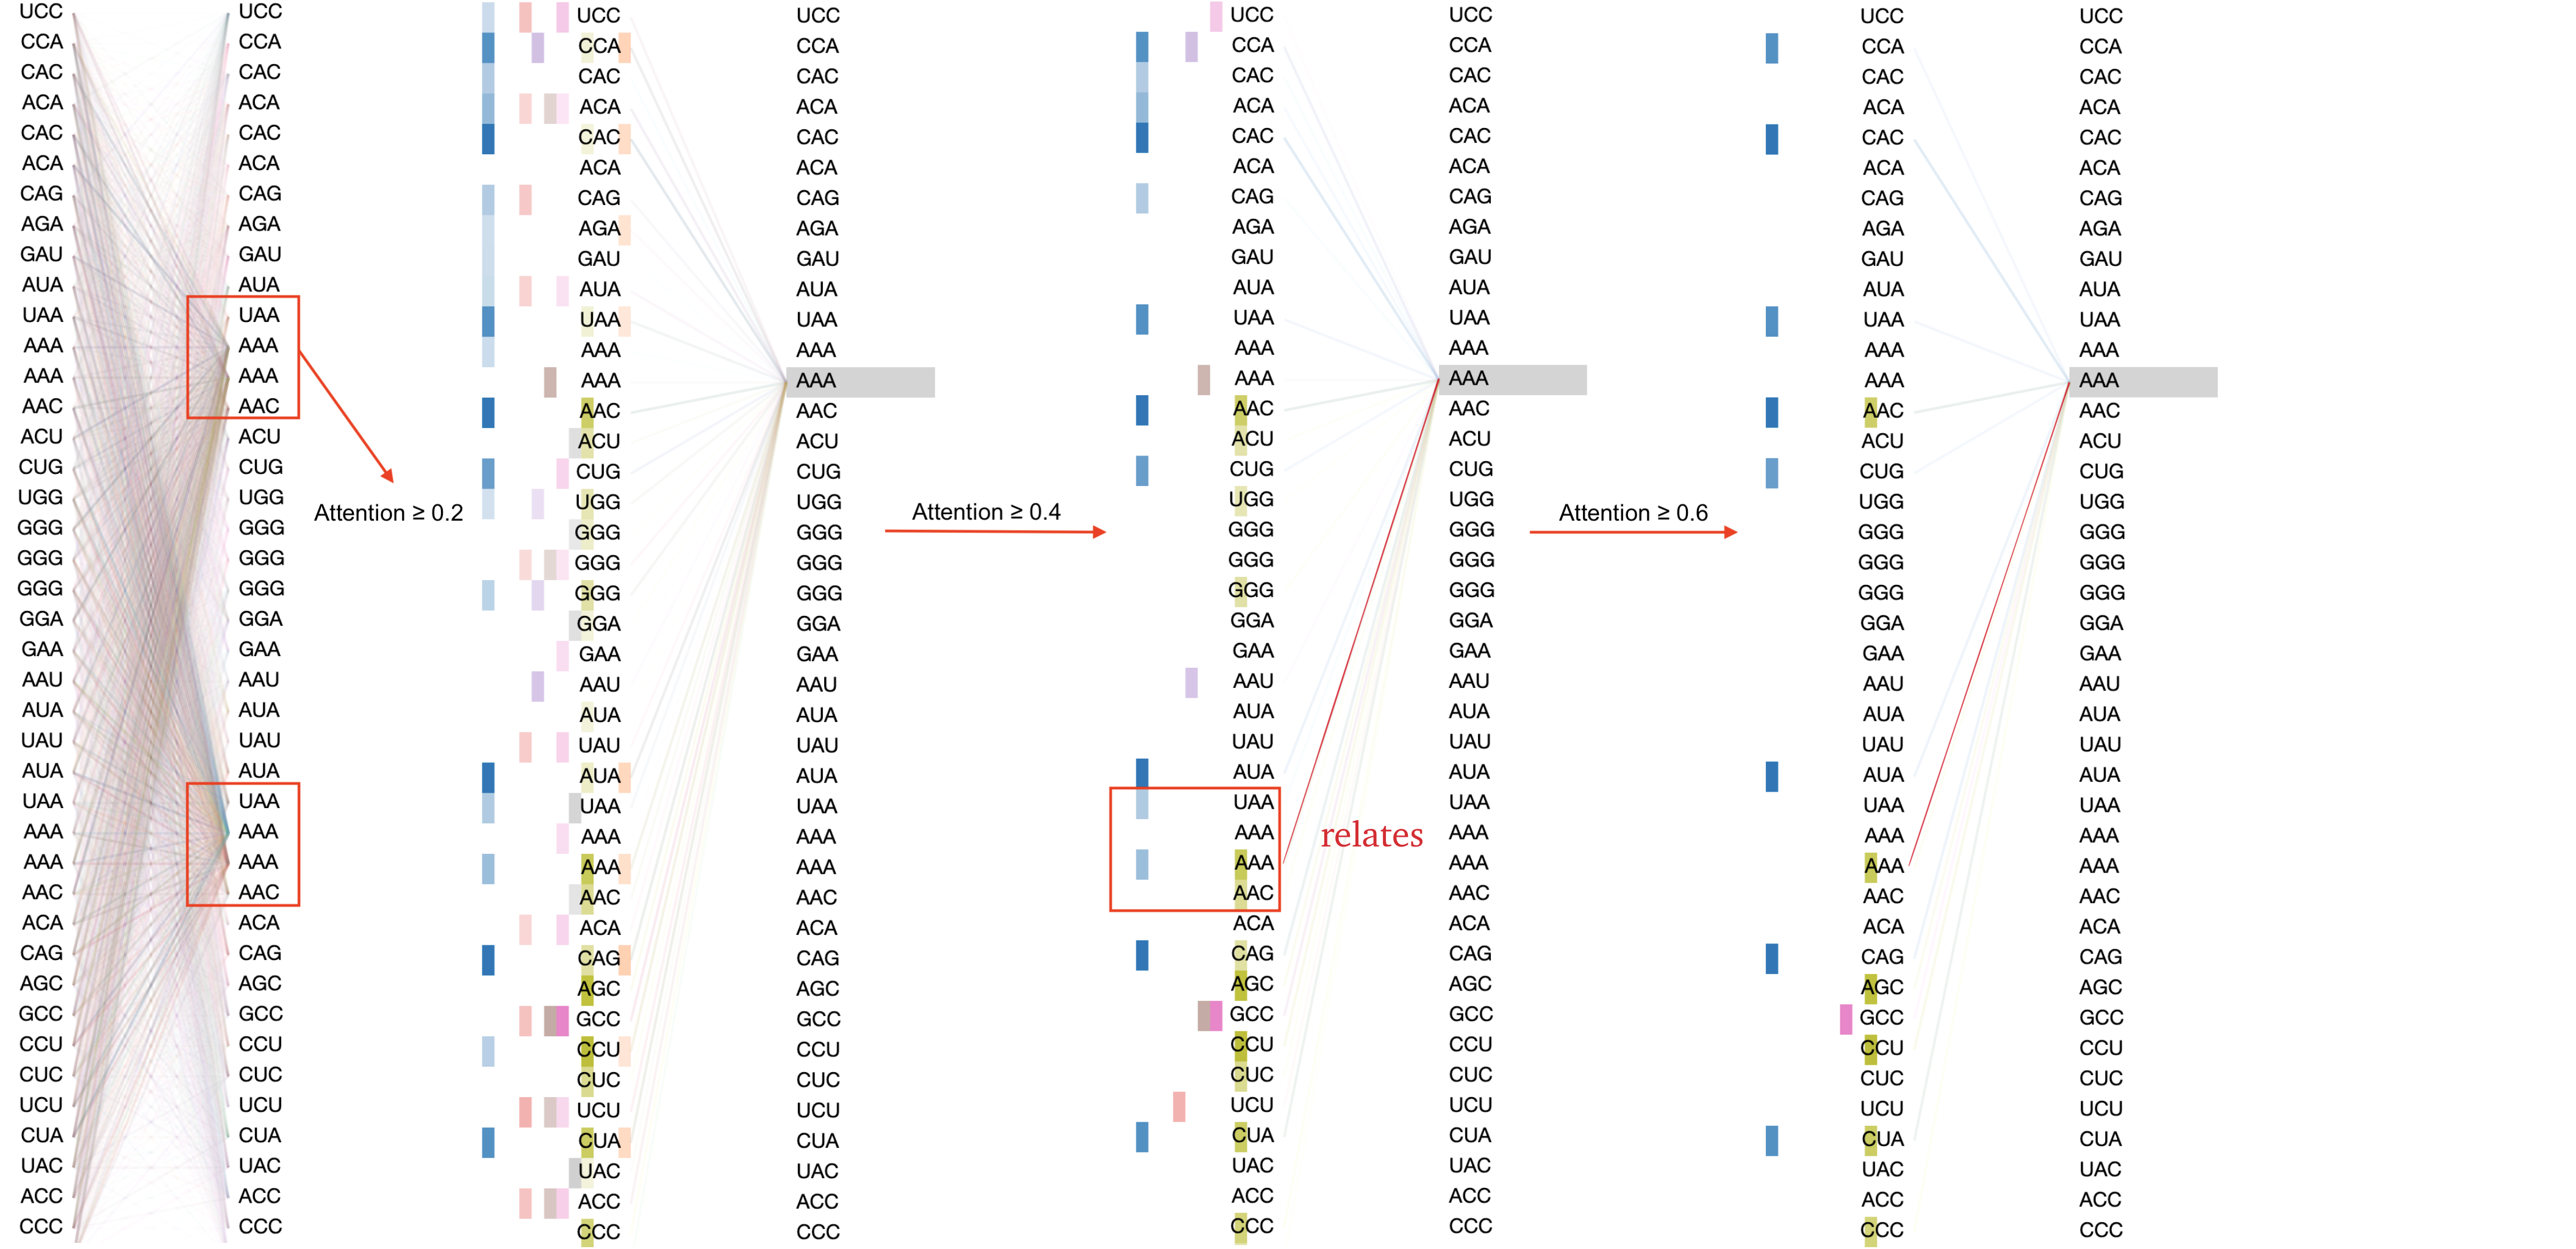 UCC UCC UCC UCC UCC UCC UCC UCC
CCA CCA CCA CCA CCA CCA CCA CCA
CAC CAC CAC CAC CAC CAC CAC CAC
ACA ACA ACA ACA ACA ACA ACA ACA
CAC CAC CAC CAC CAC CAC CAC CAC
ACA ACA ACA ACA ACA ACA ACA ACA
CAG CAG CAG CAG CAG CAG CAG CAG
AGA AGA AGA AGA AGA AGA AGA AGA
GAU GAU GAU GAU GAU GAU GAU GAU
AUA AUA AUA AUA AUA AUA AUA AUA
UAA UAA UAA UAA UAA UAA UAA UAA
AAA AAA AAA AAA AAA AAA AAA AAA
AAA AAA AAA AAA AAA AAA AAA AAA
AAC AAC AAC AAC AAC AAC AAC AAC
ACU ACU ACU ACU ACU ACU ACU ACU
CUG CUG CUG CUG CUG CUG CUG CUG
UGG UGG UGG UGG UGG UGG UGG UGG
Attention ≥ 0.2 Attention ≥ 0.4 Attention ≥ 0.6
GGG GGG GGG GGG GGG GGG GGG GGG
GGG GGG GGG GGG GGG GGG GGG GGG
GGG GGG GGG GGG GGG GGG GGG GGG
GGA GGA GGA GGA GGA GGA GGA GGA
GAA GAA GAA GAA GAA GAA GAA GAA
AAU AAU AAU AAU AAU AAU AAU AAU
AUA AUA AUA AUA AUA AUA AUA AUA
UAU UAU UAU UAU UAU UAU UAU UAU
AUA AUA AUA AUA AUA AUA AUA AUA
UAA UAA UAA UAA UAA UAA UAA UAA
AAA AAA AAA AAA AAA relates AAA AAA AAA
AAA AAA AAA AAA AAA AAA AAA AAA
AAC AAC AAC AAC AAC AAC AAC AAC
ACA ACA ACA ACA ACA ACA ACA ACA
CAG CAG CAG CAG CAG CAG CAG CAG
AGC AGC AGC AGC AGC AGC AGC AGC
GCC GCC GCC GCC GCC GCC GCC GCC
CCU CCU CCU CCU CCU CCU CCU CCU
CUC CUC CUC CUC CUC CUC CUC CUC
UCU UCU UCU UCU UCU UCU UCU UCU
CUA CUA CUA CUA CUA CUA CUA CUA
UAC UAC UAC UAC UAC UAC UAC UAC
ACC ACC ACC ACC ACC ACC ACC ACC
CCC CCC CCC CCC CCC CCC CCC CCC